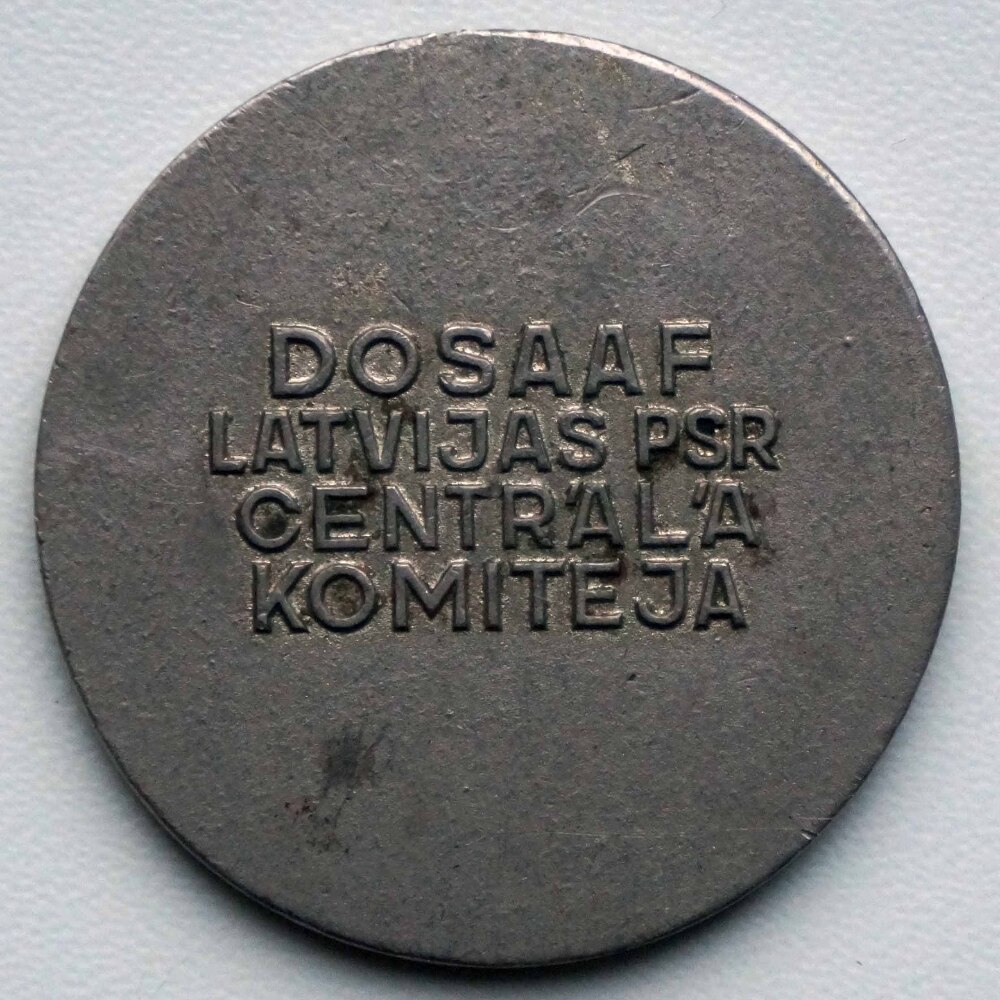 DOSAAF
LATVIJAS PSR
CENTRĀLĀ
KOMITEJA